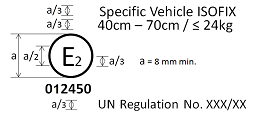 a/3 Specific Vehicle ISOFIX
a/3 40cm – 70cm / ≤ 24kg
a a/2 E2 a/3 a = 8 mm min.
012450
a/3 UN Regulation No. XXX/XX